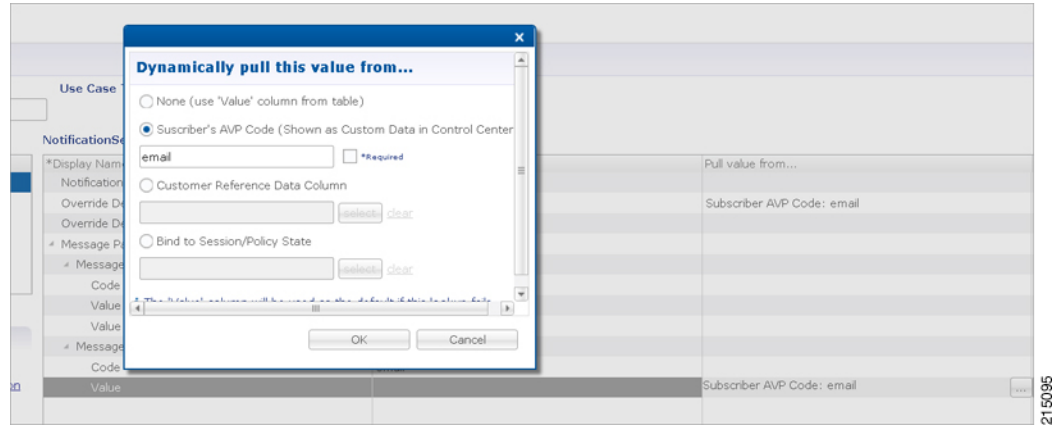 x
Dynamically pull this value from...
Use Case
None (use 'Value' column from table)
Suscriber's AVP Code (Shown as Custom Data in Control Center
NotificationSe
email
*Required
*Display Nam
Pull value from...
Notification
Customer Reference Data Column
Override De
Subscriber AVP Code: email
select
clear
Override De
Message Pa
Bind to Session/Policy State
Message
select
clear
Code
Value
Value
OK
Cancel
Message
Code
Value
Subscriber AVP Code: email
...
215095